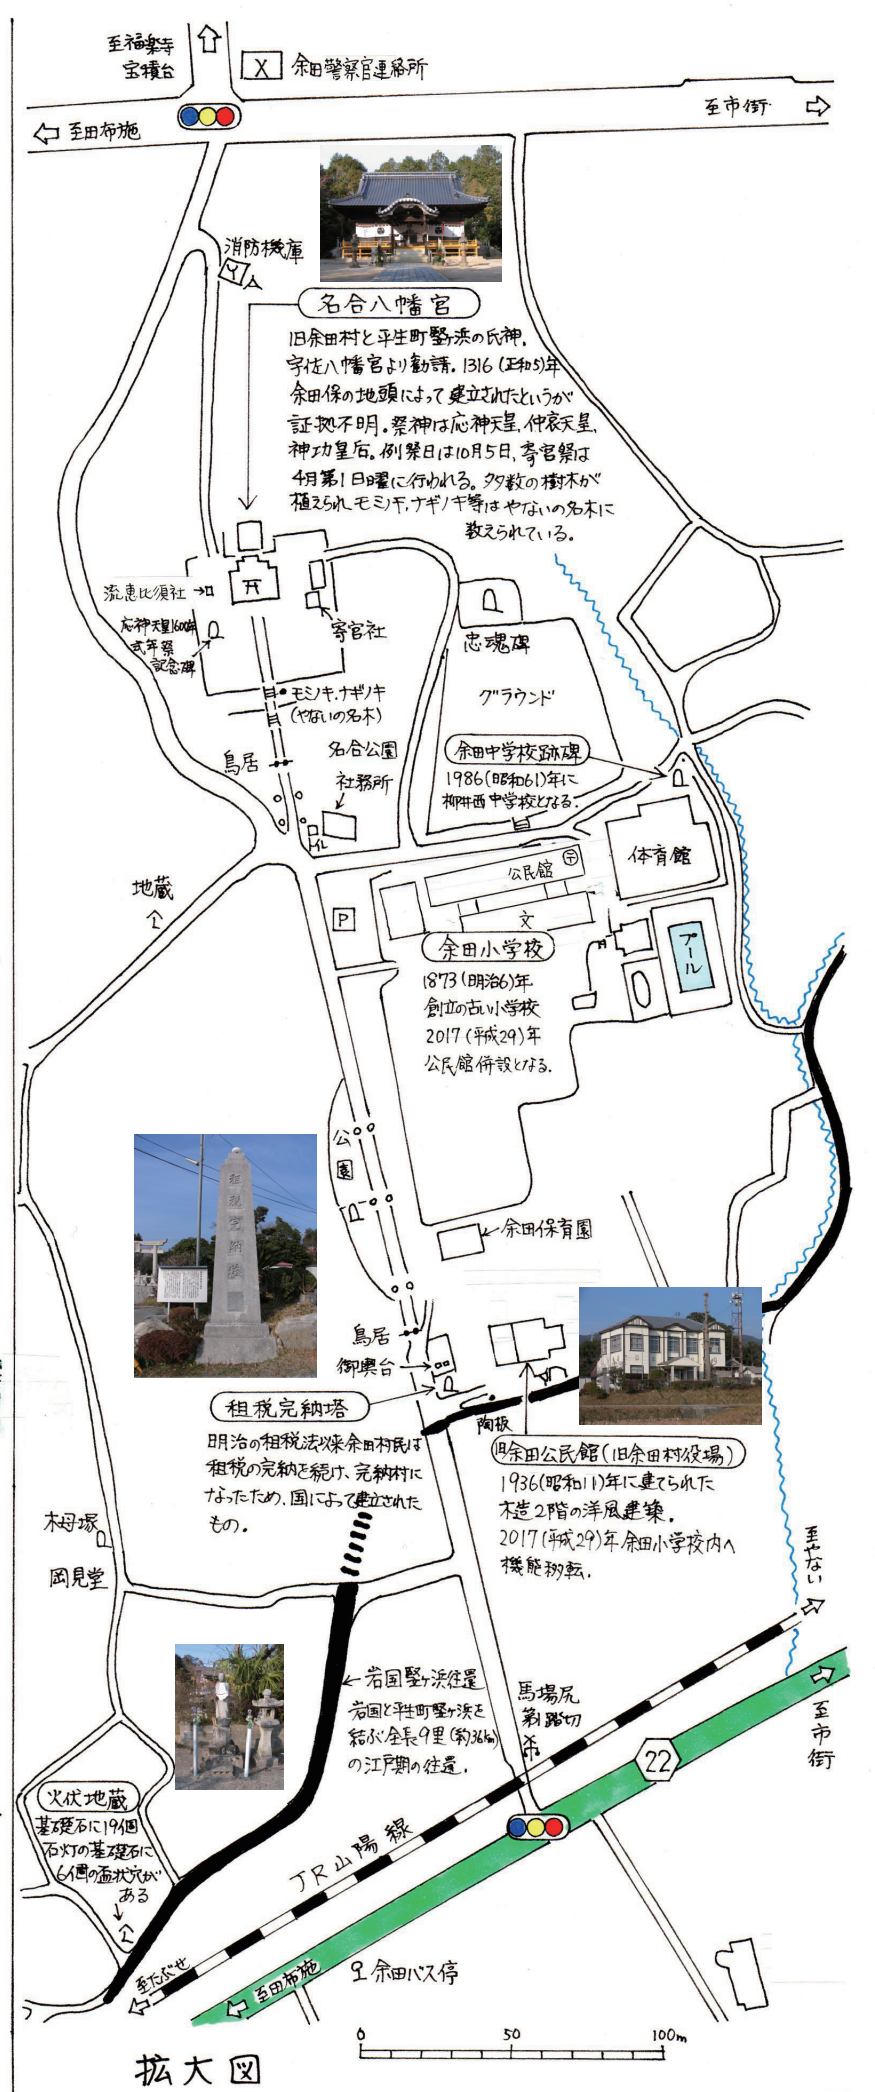 至福楽寺
宝積台
X
余田警察官連絡所
至田布施
至市街
消防機庫
名合八幡宮
旧余田村と平生町竪ヶ浜の氏神。
宇佐八幡宮より勧請。1316(正和5)年
余田保の地頭によって建立されたというが
証拠不明。祭神は応神天皇、仲哀天皇、
神功皇后。例祭日は10月5日、寄宮祭は
4月第1日曜に行われる。多数の樹木が
植えられモミノキ、ナギノキ等はやないの名木に
数えられている。
流恵比須社
応神天皇1600年
式年祭
記念碑
寄宮社
忠魂碑
モミノキ、ナギノキ
(やないの名木)
グラウンド
鳥居
名合公園
社務所
トイレ
余田中学校跡碑
1986(昭和61)年に
柳井西中学校となる。
地蔵
公民館
〒
体育館
P
文
プール
余田小学校
1873(明治6)年
創立の古い小学校
2017(平成29)年
公民館併設となる。
公
園
租税完納塔
余田保育園
鳥居
御輿台
租税完納塔
明治の租税法以来余田村民は
租税の完納を続け、完納村に
なったため、国によって建立された
もの。
陶板
旧余田公民館(旧余田村役場)
1936(昭和11)年に建てられた
木造2階の洋風建築。
2017(平成29)年余田小学校内へ
機能移転。
至やない
岡見堂
岩国竪ヶ浜往還
岩国と平生町竪ヶ浜を
結ぶ全長9里(約36km)
の江戸期の往還。
馬場尻
第1踏切
至市街
22
火伏地蔵
基礎石に19個
石灯の基礎石に
6個の盃状穴が
ある
JR山陽線
至たぶせ
至田布施
余田バス停
0 50 100m
拡大図